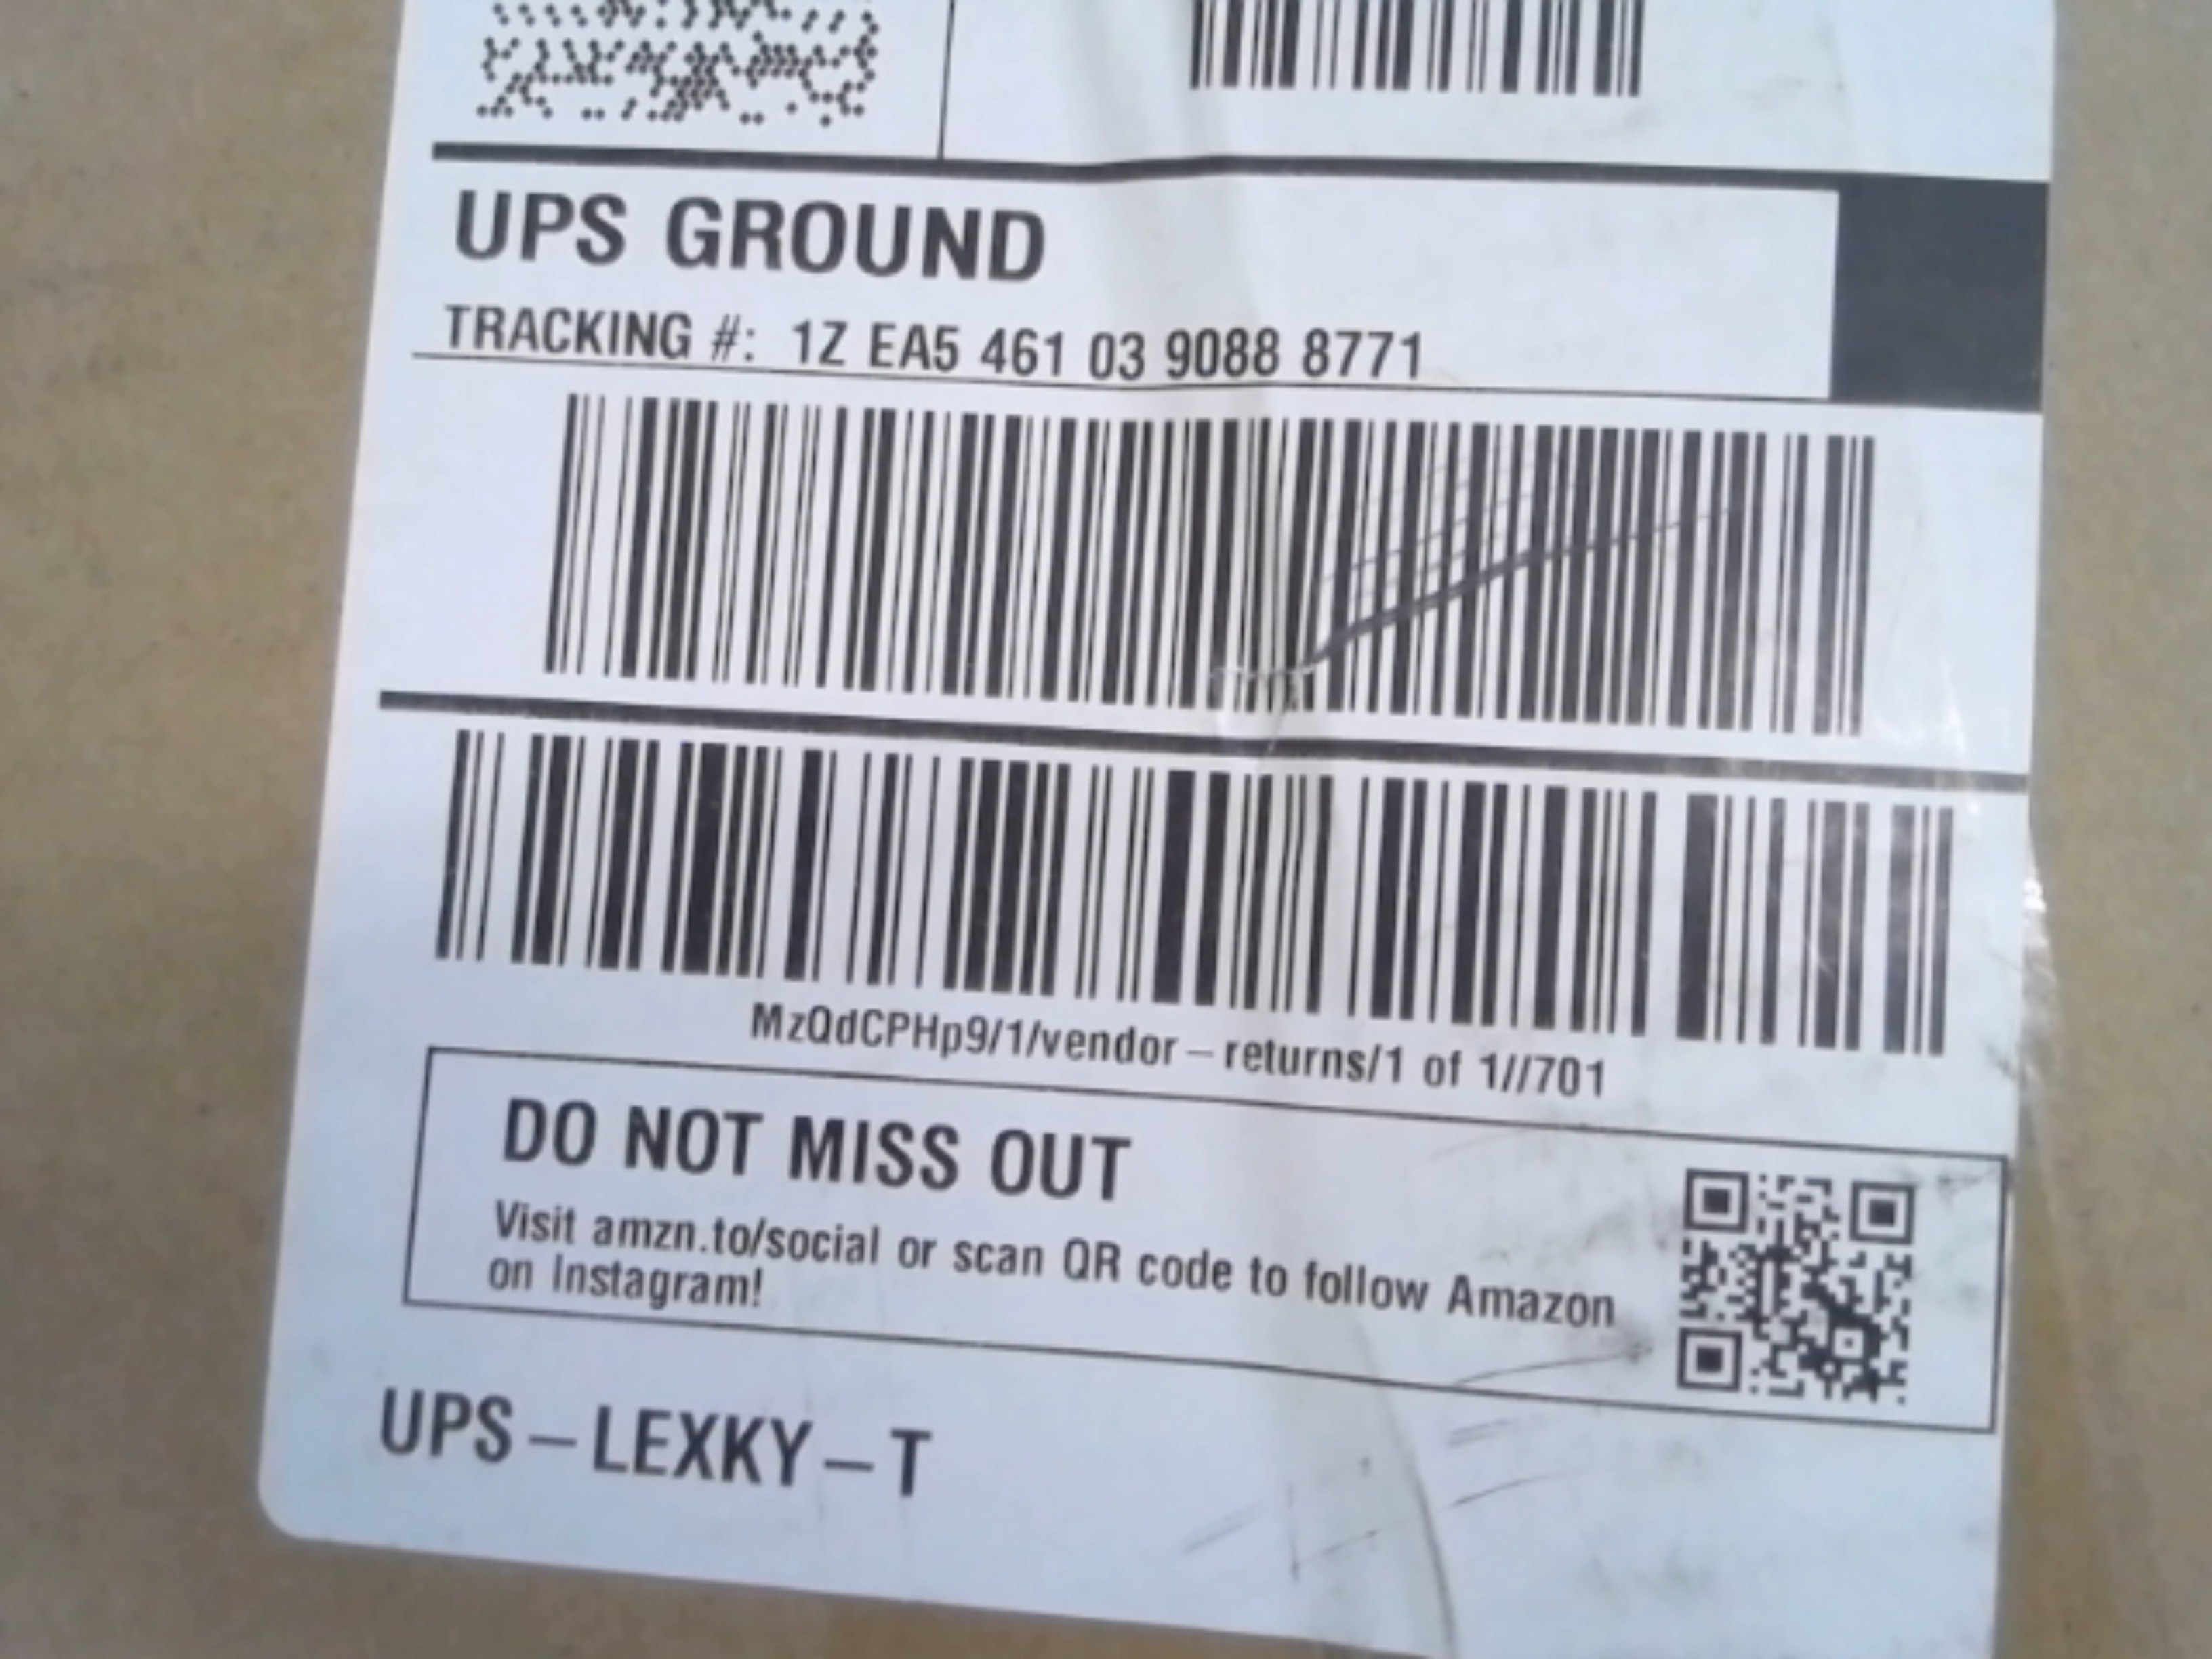 UPS GROUND
TRACKING #: 1Z EA5 461 03 9088 8771
MzQdCPHp9/1/vendor-returns/1 of 1//701
DO NOT MISS OUT
Visit amzn.to/social or scan QR code to follow Amazon
on Instagram!
UPS-LEXKY-T